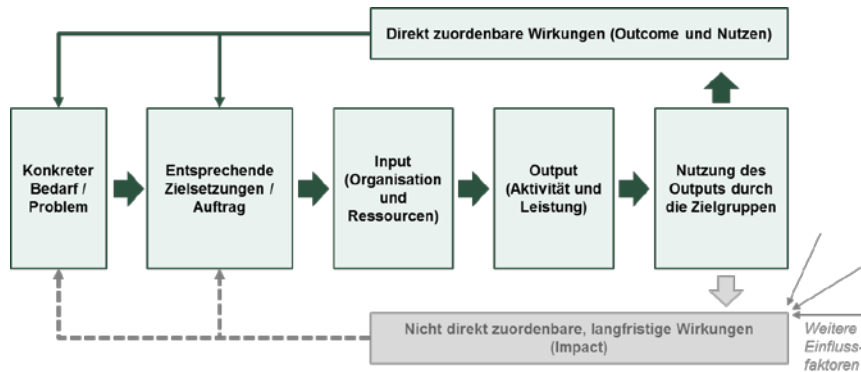 Direkt zuordenbare Wirkungen (Outcome und Nutzen)
Konkreter
Bedarf /
Problem
Entsprechende
Zielsetzungen /
Auftrag
Input
(Organisation
und
Ressourcen)
Output
(Aktivität und
Leistung)
Nutzung des
Outputs durch
die Zielgruppen
Nicht direkt zuordenbare, langfristige Wirkungen
(Impact)
Weitere
Einfluss-
faktoren